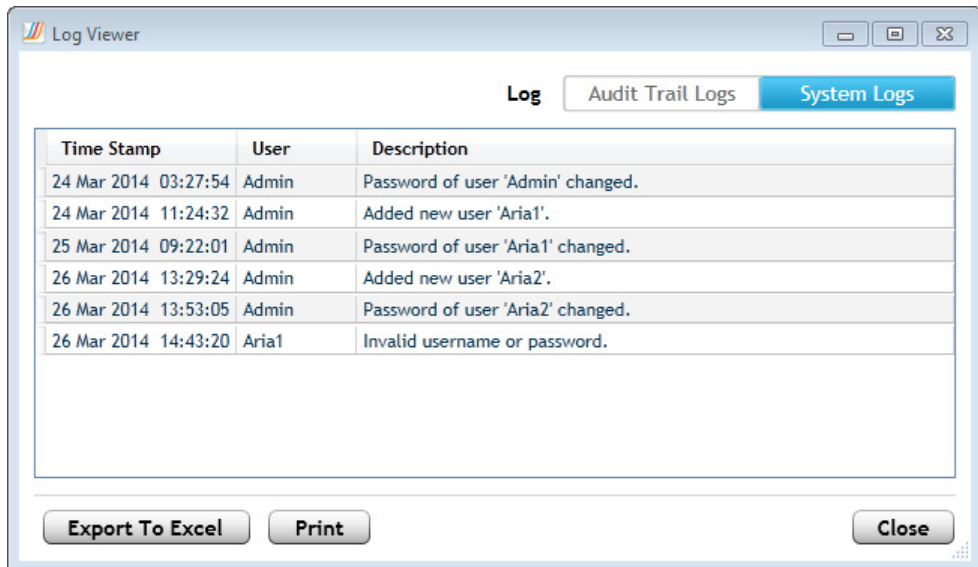 Log Viewer
Log Audit Trail Logs System Logs
Time Stamp User Description
24 Mar 2014 03:27:54 Admin Password of user 'Admin' changed.
24 Mar 2014 11:24:32 Admin Added new user 'Aria1'.
25 Mar 2014 09:22:01 Admin Password of user 'Aria1' changed.
26 Mar 2014 13:29:24 Admin Added new user 'Aria2'.
26 Mar 2014 13:53:05 Admin Password of user 'Aria2' changed.
26 Mar 2014 14:43:20 Aria1 Invalid username or password.
Export To Excel Print Close